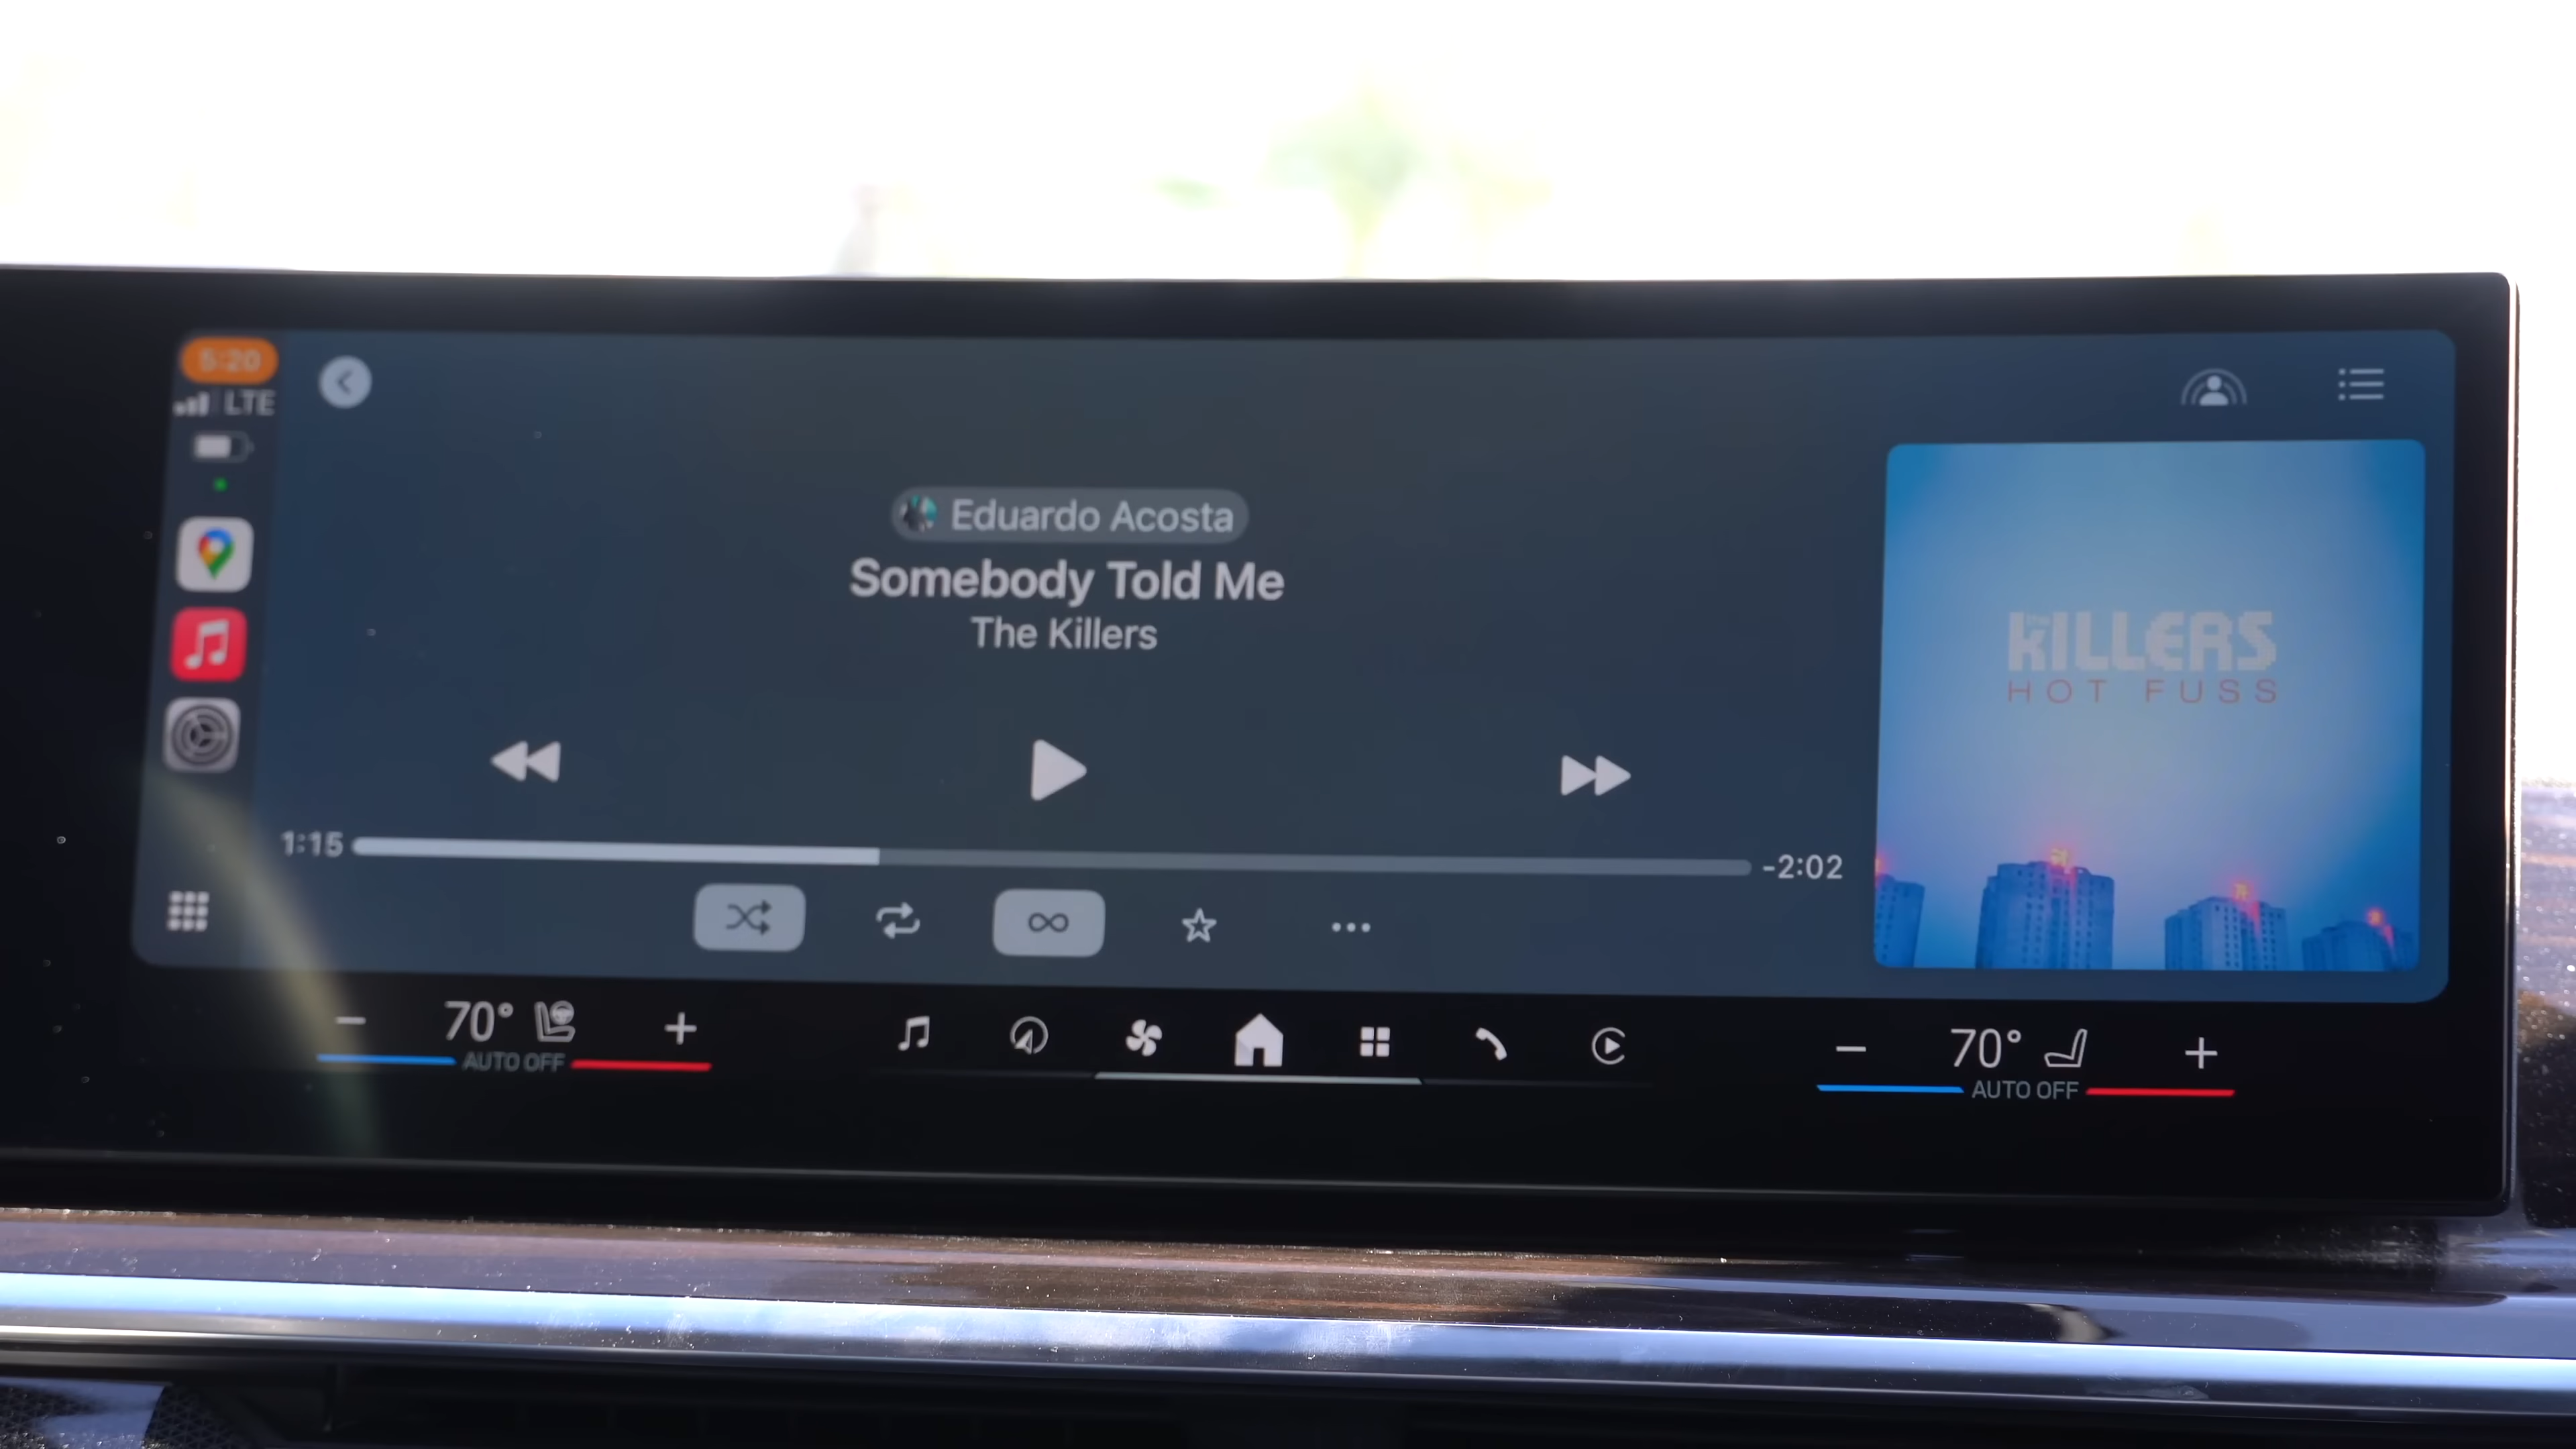 5:20
LTE
Eduardo Acosta
Somebody Told Me
The Killers
1:15
-2:02
the
KILLERS
HOT FUSS
70°
AUTO OFF
70°
AUTO OFF